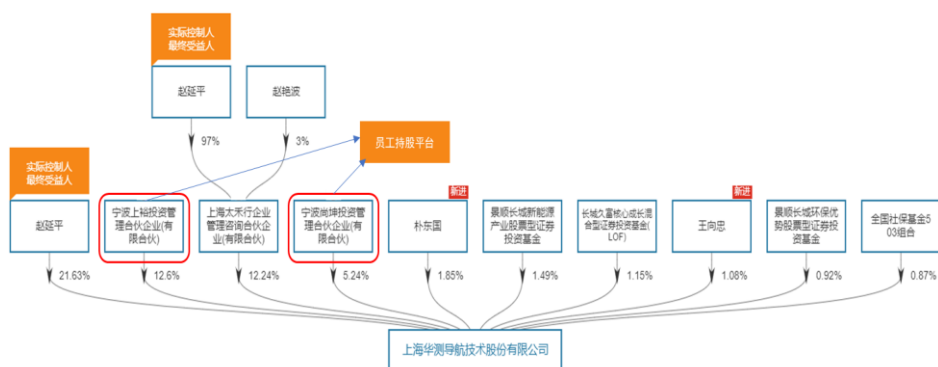 实际控制人
最终受益人
赵延平
赵艳波
97%
3%
员工持股平台
实际控制人
最终受益人
新进
新进
赵延平
宁波上裕投资管
理合伙企业(有
限合伙)
上海太禾行企业
管理咨询合伙企
业(有限合伙)
宁波尚坤投资管
理合伙企业(有
限合伙)
朴东国
景顺长城新能源
产业股票型证券
投资基金
长城久富核心成长混
合型证券投资基金(
LOF)
王向忠
景顺长城环保优
势股票型证券投
资基金
全国社保基金5
03组合
21.63%
12.6%
12.24%
5.24%
1.85%
1.49%
1.15%
1.08%
0.92%
0.87%
上海华测导航技术股份有限公司